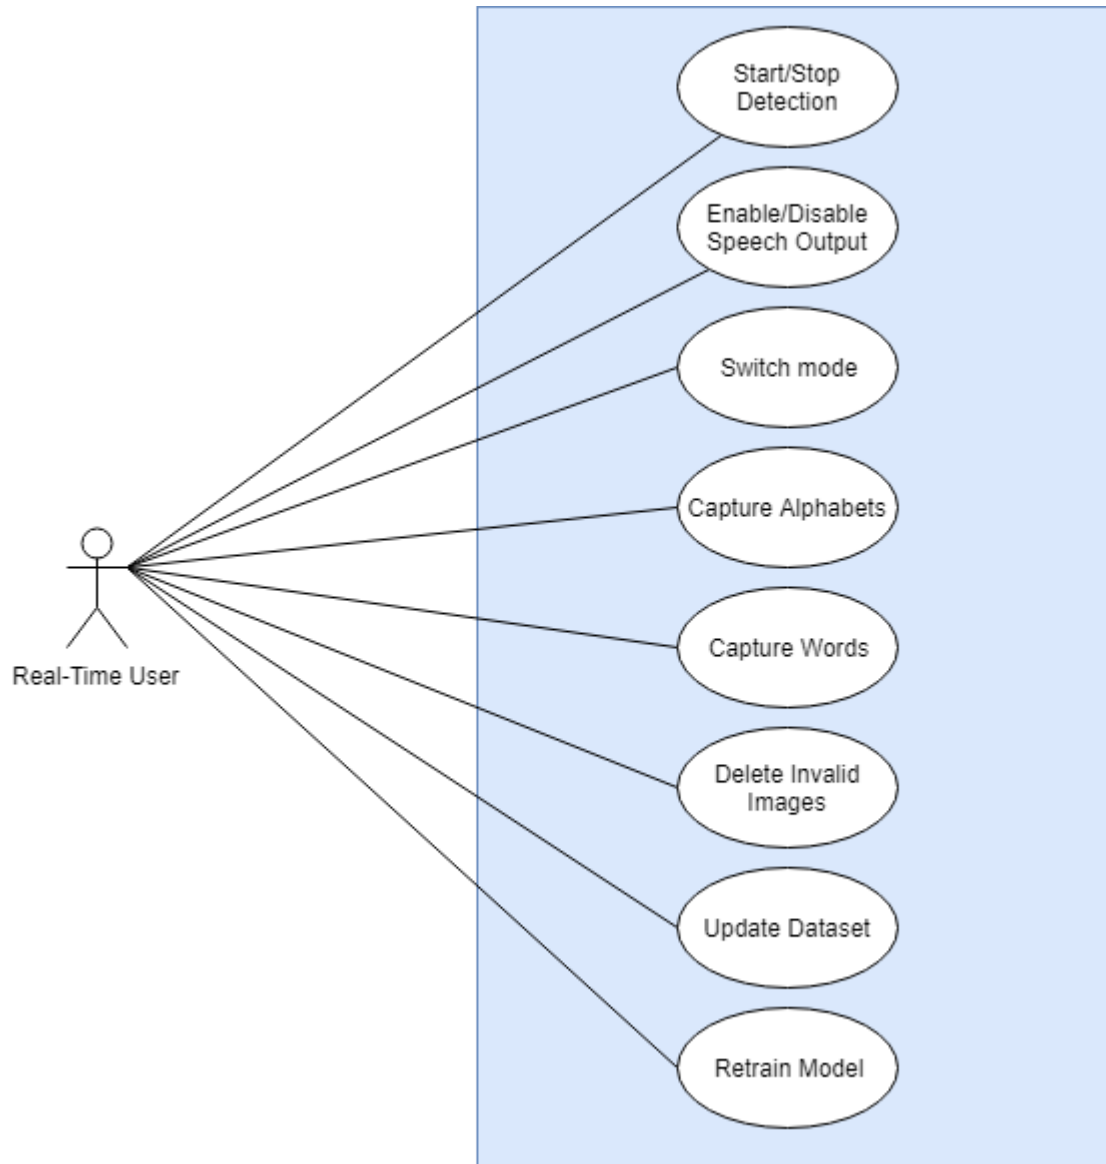 Start/Stop
Detection
Enable/Disable
Speech Output
Switch mode
Capture Alphabets
Capture Words
Real-Time User
Delete Invalid
Images
Update Dataset
Retrain Model